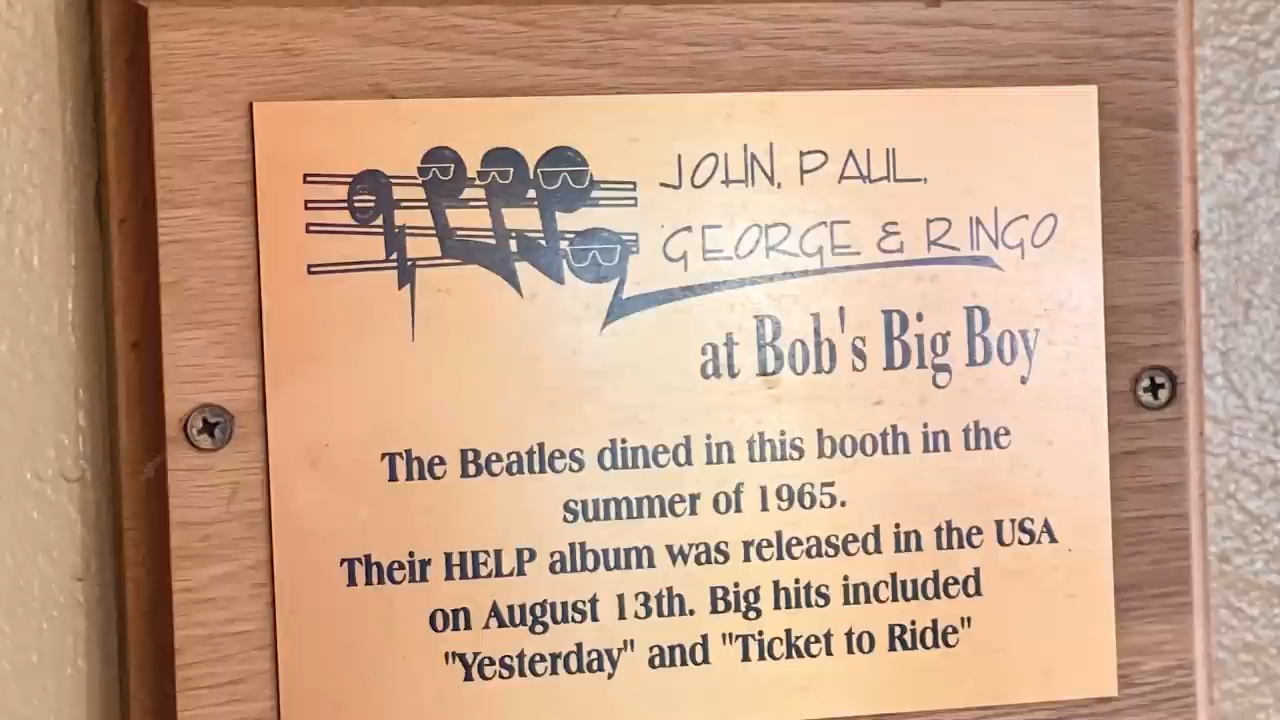 JOHN, PAUL,
GEORGE & RINGO
at Bob's Big Boy
The Beatles dined in this booth in the
summer of 1965.
Their HELP album was released in the USA
on August 13th. Big hits included
"Yesterday" and "Ticket to Ride"